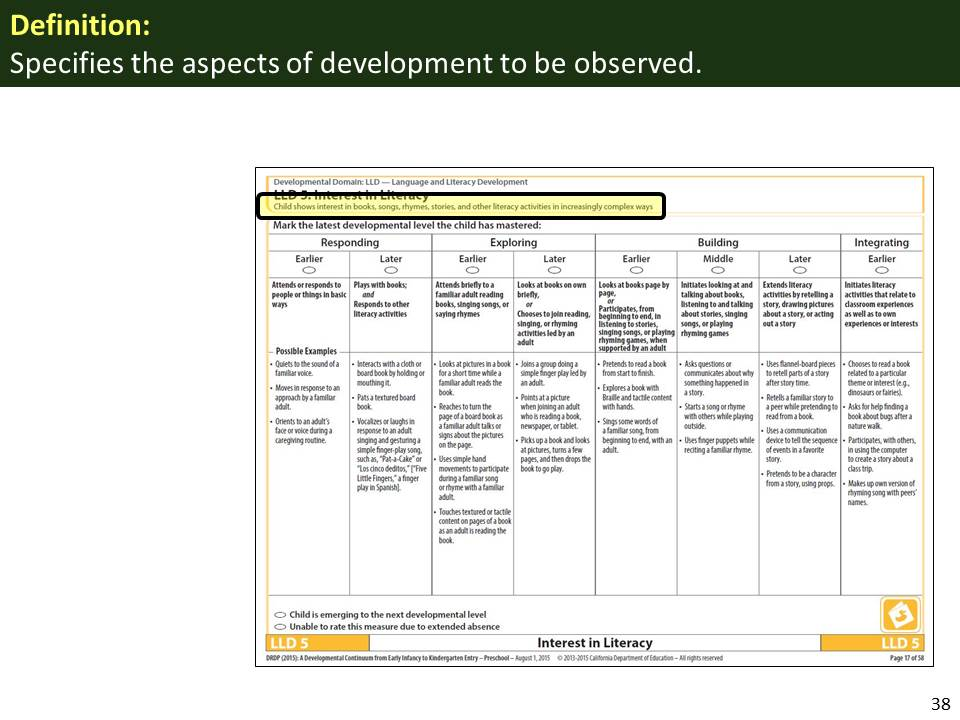 Definition:
Specifies the aspects of development to be observed.
Developmental Domain: LLD — Language and Literacy Development
LLD 5: Interest in Literacy
Child shows interest in books, songs, rhymes, stories, and other literacy activities in increasingly complex ways
Mark the latest developmental level the child has mastered:
Responding
Exploring
Building
Integrating
Earlier
Later
Earlier
Later
Earlier
Middle
Later
Earlier
Attends or responds to
people or things in basic
ways
Plays with books;
and
Responds to other
literacy activities
Attends briefly to a
familiar adult reading
books, singing songs, or
saying rhymes
Looks at books on own
briefly,
or
Chooses to join reading,
singing, or rhyming
activities led by an
adult
Looks at books page by
page,
or
Participates, from
beginning to end, in
listening to stories,
singing songs, or playing
rhyming games, when
supported by an adult
Initiates looking at and
talking about books,
listening to and talking
about stories, singing
songs, or playing
rhyming games
Extends literacy
activities by retelling a
story, drawing pictures
about a story, or acting
out a story
Initiates literacy
activities that relate to
classroom experiences
as well as to own
experiences or interests
Possible Examples
• Quiets to the sound of a
familiar voice.
• Moves in response to an
approach by a familiar
adult.
• Orients to an adult's
face or voice during a
caregiving routine.
• Interacts with a cloth or
board book by holding or
mouthing it.
• Pats a textured board
book.
• Vocalizes or laughs in
response to an adult
singing and gesturing a
simple finger-play song,
such as, "Pat-a-Cake" or
"Los cinco deditos," ["Five
Little Fingers," a finger
play in Spanish].
• Looks at pictures in a book
for a short time while a
familiar adult reads the
book.
• Reaches to turn the
page of a board book as
a familiar adult talks or
signs about the pictures
on the page.
• Uses simple hand
movements to participate
during a familiar song
or rhyme with a familiar
adult.
• Touches textured or tactile
content on pages of a book
as an adult is reading the
book.
• Joins a group doing a
simple finger play led by
an adult.
• Points at a picture
when joining an adult
who is reading a book,
newspaper, or tablet.
• Picks up a book and looks
at pictures, turns a few
pages, and then drops the
book to go play.
• Pretends to read a book
from start to finish.
• Explores a book with
Braille and tactile content
with hands.
• Sings some words of
a familiar song, from
beginning to end, with an
adult.
• Asks questions or
communicates about why
something happened in
a story.
• Starts a song or rhyme
with others while playing
outside.
• Uses finger puppets while
reciting a familiar rhyme.
• Uses flannel-board pieces
to retell parts of a story
after story time.
• Retells a familiar story to
a peer while pretending to
read from a book.
• Uses a communication
device to tell the sequence
of events in a favorite
story.
• Pretends to be a character
from a story, using props.
• Chooses to read a book
related to a particular
theme or interest (e.g.,
dinosaurs or fairies).
• Asks for help finding a
book about bugs after a
nature walk.
• Participates, with others,
in using the computer
to create a story about a
class trip.
• Makes up own version of
rhyming song with peers'
names.
Child is emerging to the next developmental level
Unable to rate this measure due to extended absence
LLD 5
Interest in Literacy
LLD 5
DRDP (2015): A Developmental Continuum from Early Infancy to Kindergarten Entry – Preschool – August 1, 2015 © 2013-2015 California Department of Education – All rights reserved
Page 17 of 58
38